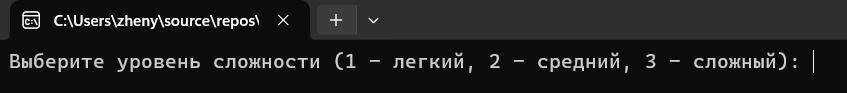 C:\Users\zheny\source\repos\
Выберите уровень сложности (1 - легкий, 2 - средний, 3 - сложный):